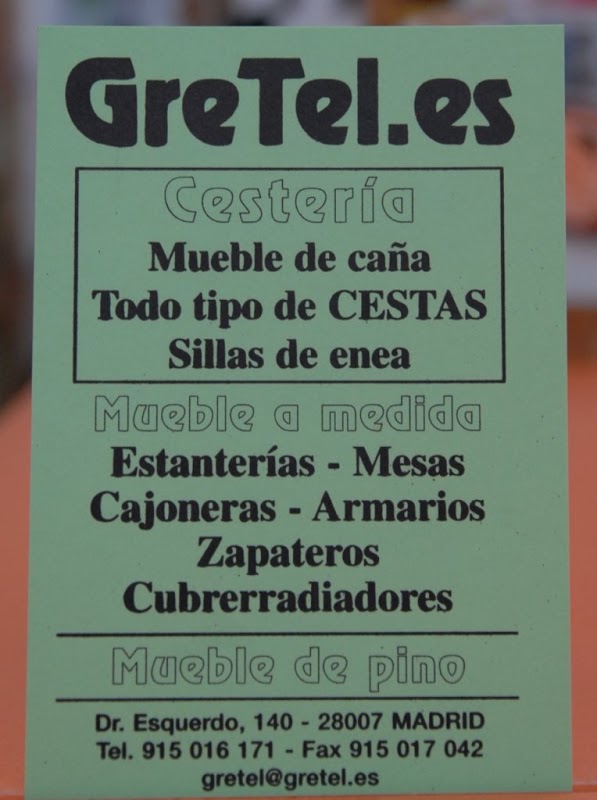 GreTel.es
Cestería
Mueble de caña
Todo tipo de CESTAS
Sillas de enea
Mueble a medida
Estanterías - Mesas
Cajoneras - Armarios
Zapateros
Cubrerradiadores
Mueble de pino
Dr. Esquerdo, 140 - 28007 MADRID
Tel. 915 016 171 - Fax 915 017 042
gretel@gretel.es